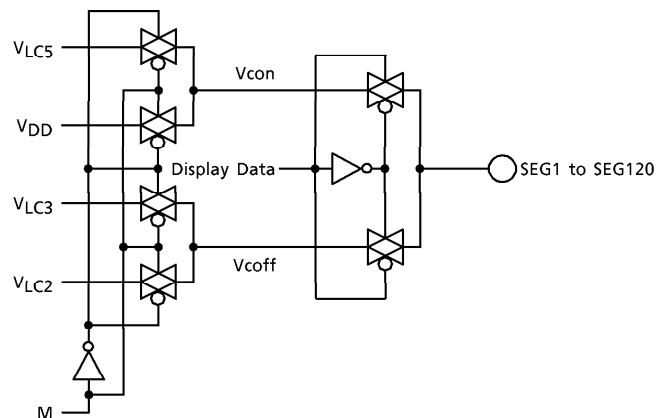 VLC5
Vcon
VDD
Display Data
SEG1 to SEG120
VLC3
Vcoff
VLC2
M